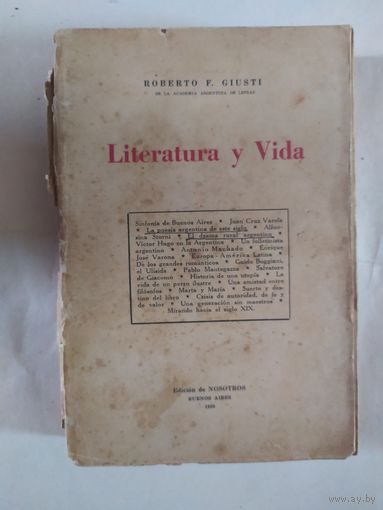 ROBERTO F. GIUSTI
DE LA ACADEMIA ARGENTINA DE LETRAS
Literatura y Vida
Sinfonía de Buenos Aires * Juan Cruz Varela
* La poesía argentina de este siglo * Alfon-
sina Storni * El drama rural argentino *
Víctor Hugo en la Argentina * Un folletinista
argentino * Antonio Machado * Enrique
José Varona * Europa-América Latina *
De los grandes románticos * Guido Boggiani,
el Ulisida * Pablo Mantegazza * Salvatore
de Giacomo * Historia de una utopía * La
vida de un perro ilustre * Una amistad entre
filósofos * Marta y María * Suerte y des-
tino del libro * Crisis de autoridad, de fe y
de valor * Una generación sin maestros *
Mirando hacia el siglo XIX.
Edición de NOSOTROS
BUENOS AIRES
www.ay.by